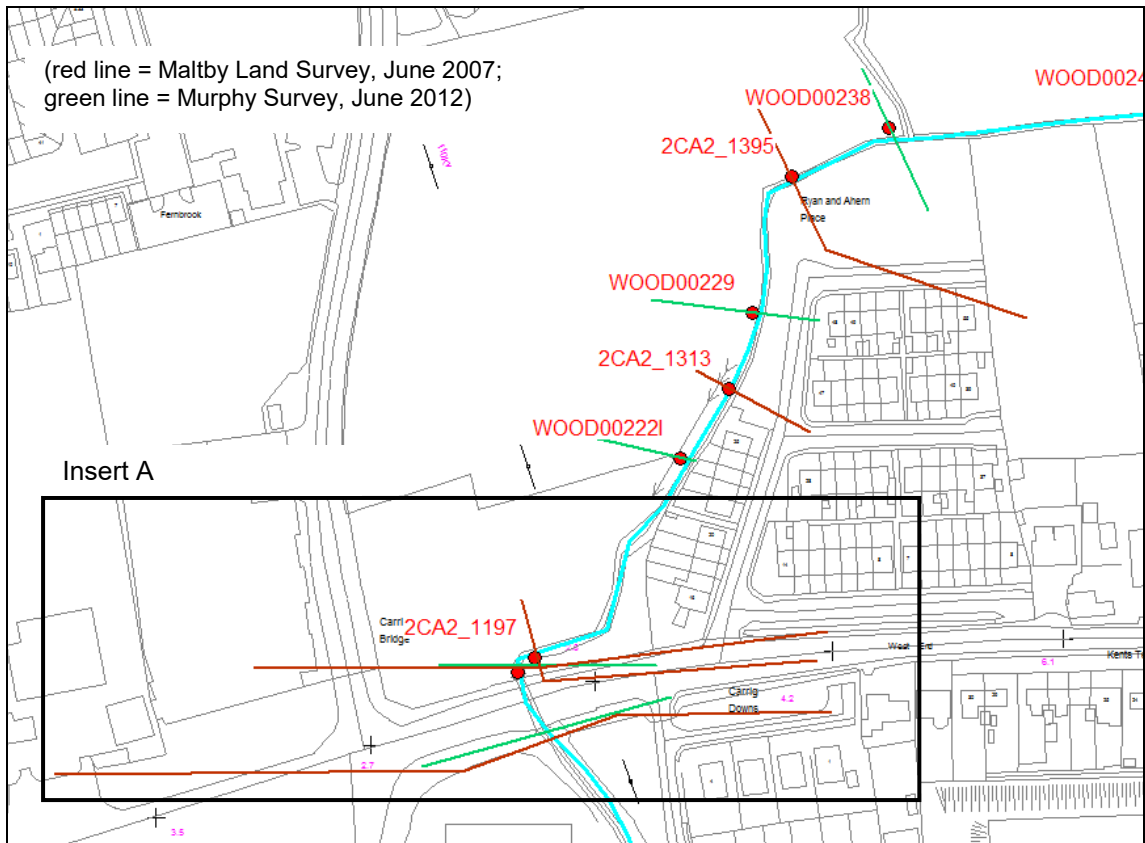 (red line = Maltby Land Survey, June 2007;
green line = Murphy Survey, June 2012)
WOOD0024
WOOD00238
2CA2_1395
Ryan and Ahern
Place
Fernbrook
WOOD00229
2CA2_1313
WOOD00222I
Insert A
Carri
Bridge
2CA2_1197
West End
6.1
Kents T
Carrig
Downs
4.2
2.7
3.5